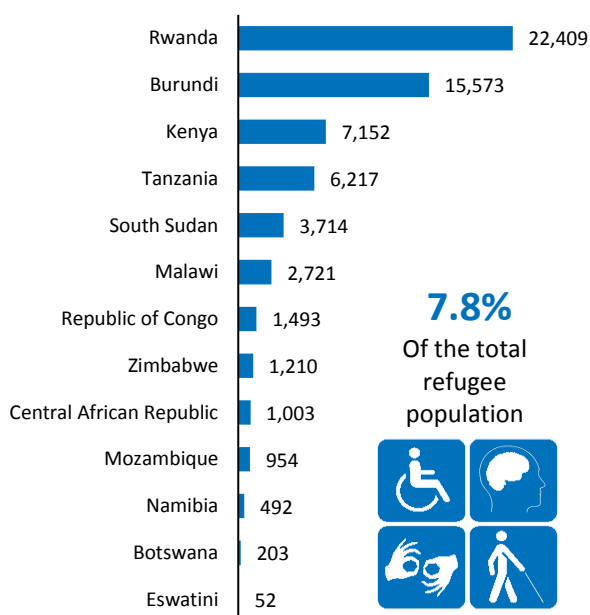 Rwanda 22,409
Burundi 15,573
Kenya 7,152
Tanzania 6,217
South Sudan 3,714
Malawi 2,721
Republic of Congo 1,493
Zimbabwe 1,210
Central African Republic 1,003
Mozambique 954
Namibia 492
Botswana 203
Eswatini 52
7.8%
Of the total
refugee
population